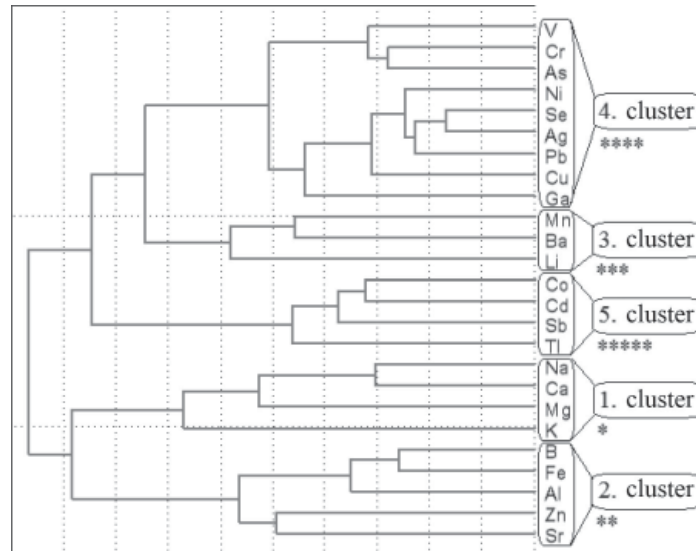 V
Cr
As
Ni
Se
Ag
Pb
Cu
Ga
4. cluster
****
Mn
Ba
Li
3. cluster
***
Co
Cd
Sb
Tl
5. cluster
*****
Na
Ca
Mg
K
1. cluster
*
B
Fe
Al
Zn
Sr
2. cluster
**